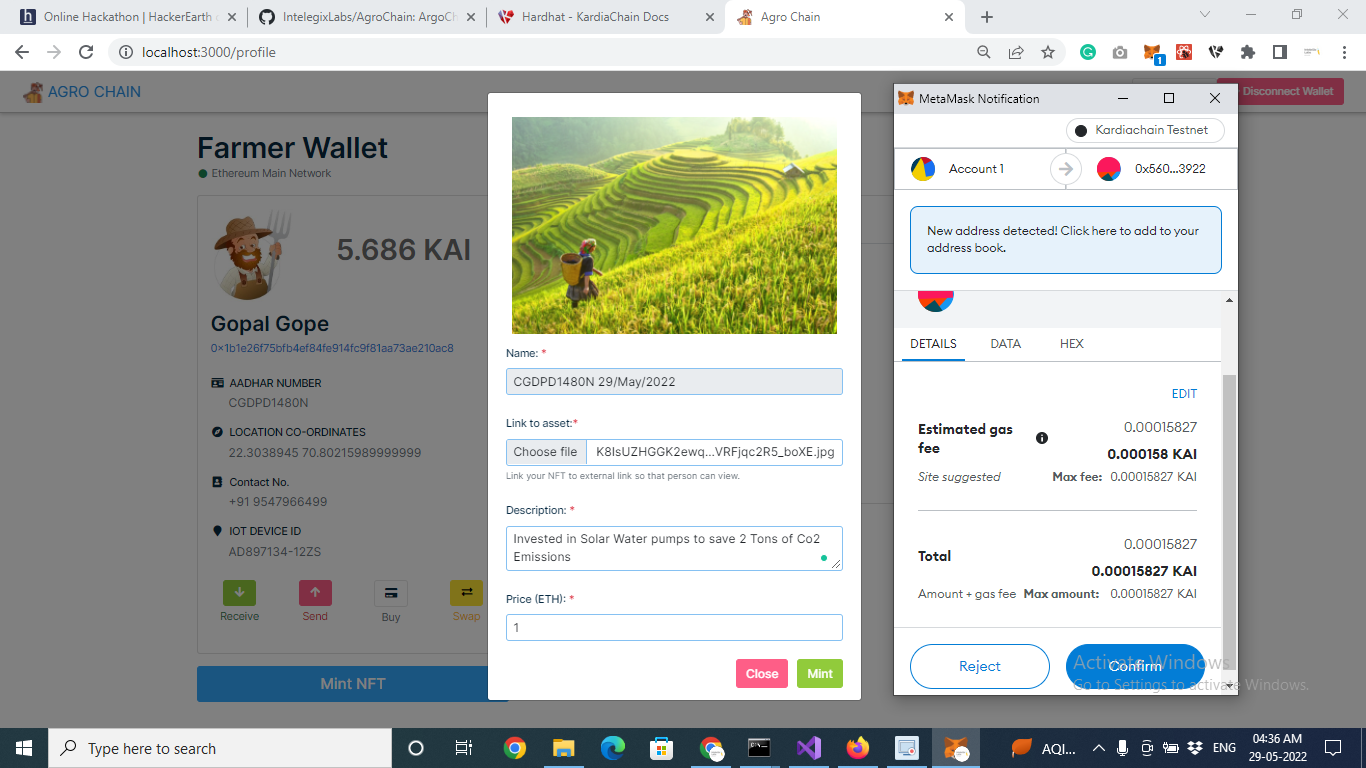 Online Hackathon | HackerEarth
IntelegixLabs/AgroChain: ArgoCh
Hardhat - KardiaChain Docs
Agro Chain
localhost:3000/profile
1
AGRO CHAIN
Disconnect Wallet
Farmer Wallet
Ethereum Main Network
5.686 KAI
Gopal Gope
0x1b1e26f75bfb4ef84fe914fc9f81aa73ae210ac8
AADHAR NUMBER
CGDPD1480N
LOCATION CO-ORDINATES
22.3038945 70.80215989999999
Contact No.
+91 9547966499
IOT DEVICE ID
AD897134-12ZS
Receive
Send
Buy
Swap
Mint NFT
Name: *
CGDPD1480N 29/May/2022
Link to asset:*
Choose file K8IsUZHGGK2ewq...VRFjqc2R5_boXE.jpg
Link your NFT to external link so that person can view.
Description: *
Invested in Solar Water pumps to save 2 Tons of Co2
Emissions
Price (ETH): *
1
Close
Mint
MetaMask Notification
Kardiachain Testnet
Account 1
0x560...3922
New address detected! Click here to add to your
address book.
DETAILS
DATA
HEX
EDIT
Estimated gas
fee
0.00015827
0.000158 KAI
Site suggested
Max fee: 0.00015827 KAI
0.00015827
Total
0.00015827 KAI
Amount + gas fee Max amount: 0.00015827 KAI
Reject
Confirm
Activate Windows
Go to Settings to activate Windows.
Type here to search
AQI...
ENG
04:36 AM
29-05-2022